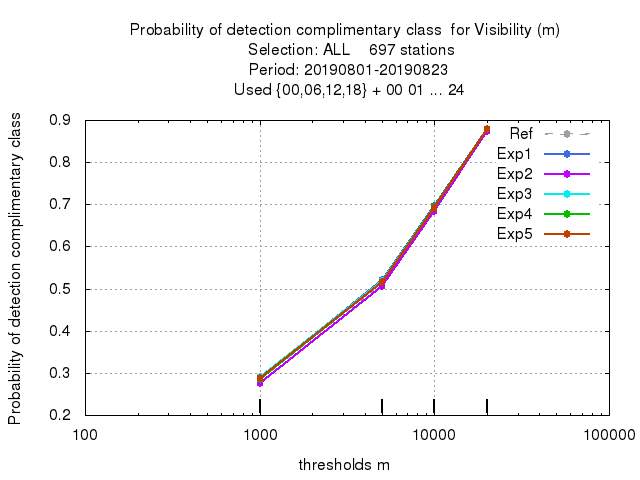 Probability of detection complimentary class  for Visibility (m)
Selection: ALL    697 stations
Period: 20190801-20190823
Used {00,06,12,18} + 00 01 ... 24
Probability of detection complimentary class
0.9
0.8
0.7
0.6
0.5
0.4
0.3
0.2
Ref
Exp1
Exp2
Exp3
Exp4
Exp5
100
1000
10000
100000
thresholds m